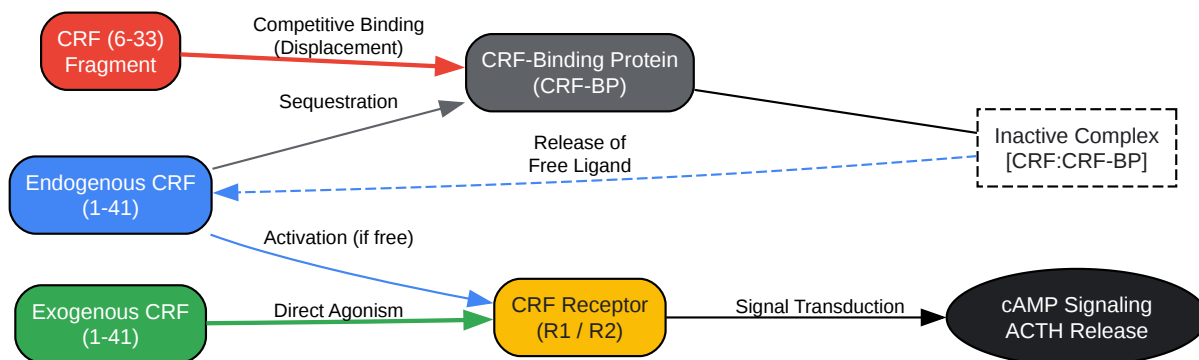 CRF (6-33)
Fragment
Competitive Binding
(Displacement)
CRF-Binding Protein
(CRF-BP)
Sequestration
Inactive Complex
[CRF:CRF-BP]
Release of
Free Ligand
Endogenous CRF
(1-41)
Activation (if free)
Exogenous CRF
(1-41)
Direct Agonism
CRF Receptor
(R1 / R2)
Signal Transduction
cAMP Signaling
ACTH Release